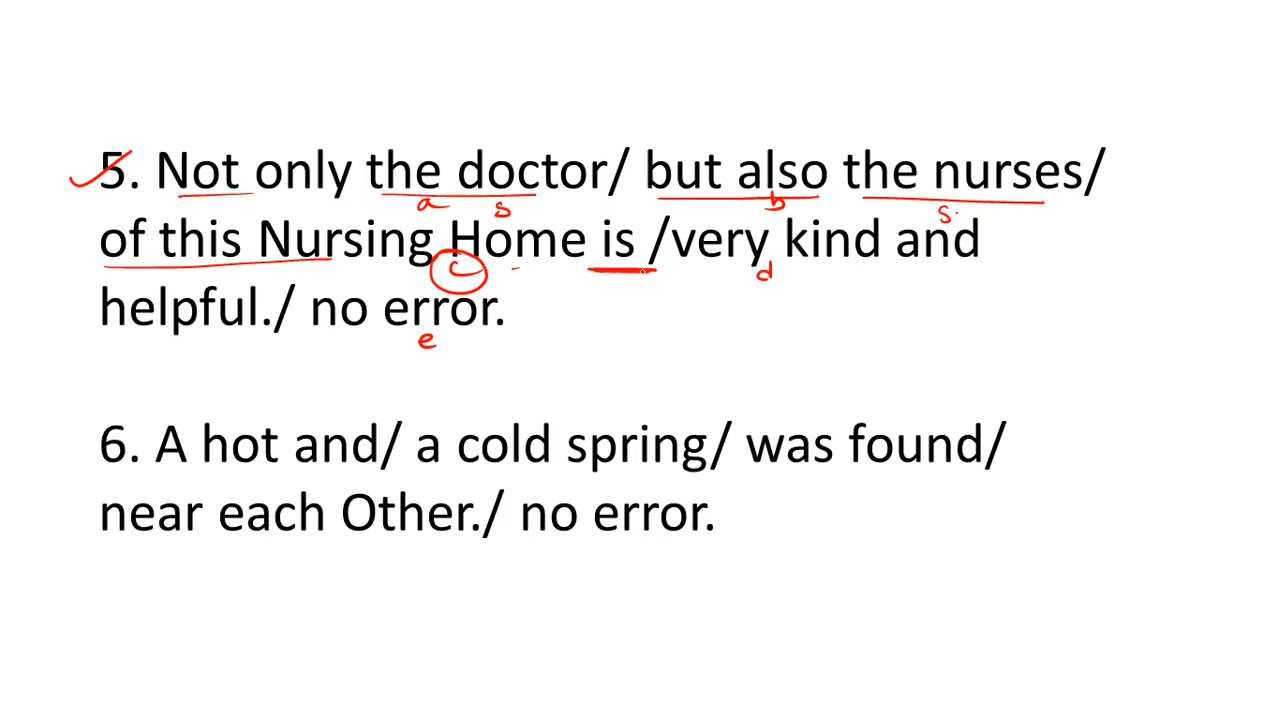 5. Not only the doctor/ but also the nurses/
a s b s.
of this Nursing Home is /very kind and
c d
helpful./ no error.
e
6. A hot and/ a cold spring/ was found/
near each Other./ no error.